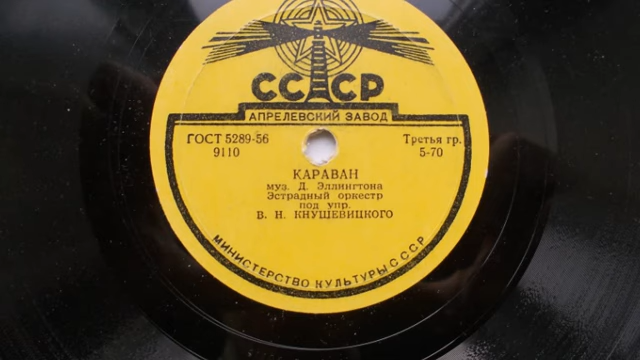 СССР
АПРЕЛЕВСКИЙ ЗАВОД
ГОСТ 5289-56 Третья гр.
9110 5-70
КАРАВАН
муз. Д. Эллингтона
Эстрадный оркестр
под упр.
В. Н. КНУШЕВИЦКОГО
МИНИСТЕРСТВО КУЛЬТУРЫ СССР